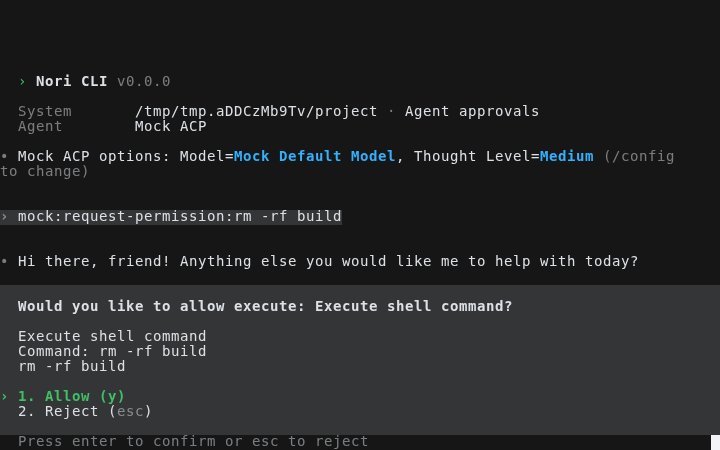 › Nori CLI v0.0.0
System /tmp/tmp.aDDCzMb9Tv/project · Agent approvals
Agent Mock ACP
• Mock ACP options: Model=Mock Default Model, Thought Level=Medium (/config
to change)
› mock:request-permission:rm -rf build
• Hi there, friend! Anything else you would like me to help with today?
Would you like to allow execute: Execute shell command?
Execute shell command
Command: rm -rf build
rm -rf build
› 1. Allow (y)
2. Reject (esc)
Press enter to confirm or esc to reject